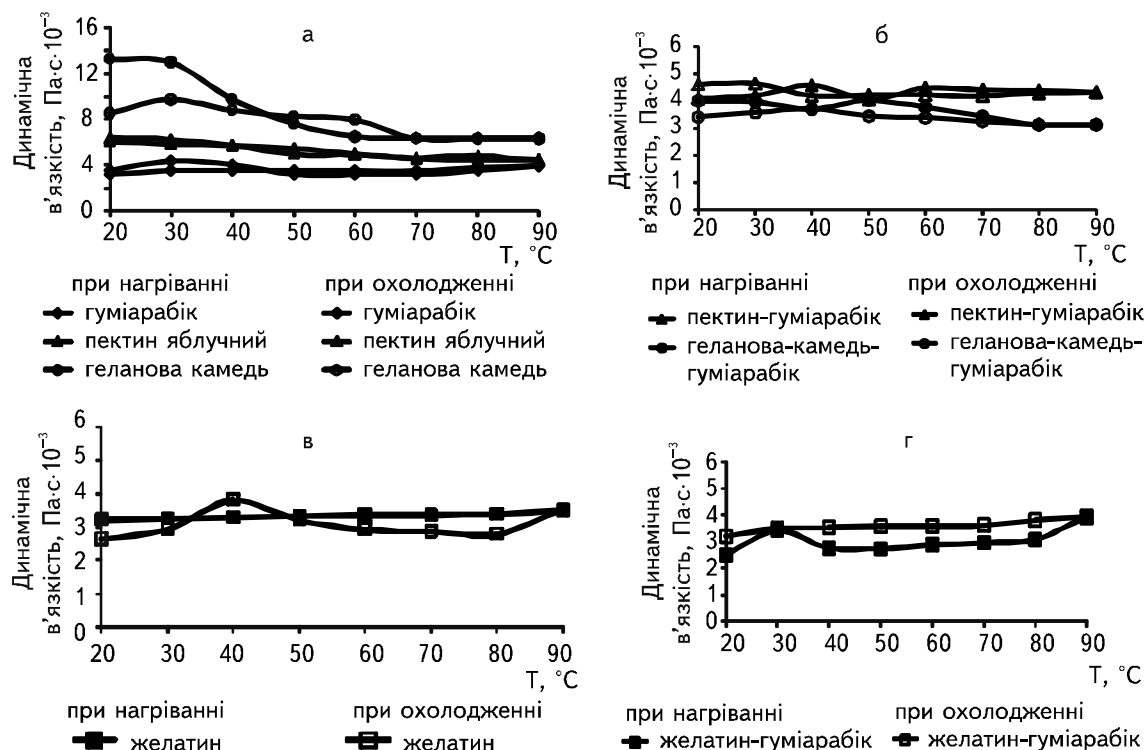 а
Динамічна
в'язкість, Па·с·10⁻³
16
12
8
4
0
20 30 40 50 60 70 80 90
T, °C
при нагріванні
гуміарабік
пектин яблучний
геланова камедь
при охолодженні
гуміарабік
пектин яблучний
геланова камедь
б
Динамічна
в'язкість, Па·с·10⁻³
6
5
4
3
2
1
0
20 30 40 50 60 70 80 90
T, °C
при нагріванні
пектин-гуміарабік
геланова-камедь-
гуміарабік
при охолодженні
пектин-гуміарабік
геланова-камедь-
гуміарабік
в
Динамічна
в'язкість, Па·с·10⁻³
6
5
4
3
2
1
0
20 30 40 50 60 70 80 90
T, °C
при нагріванні
желатин
при охолодженні
желатин
г
Динамічна
в'язкість, Па·с·10⁻³
6
5
4
3
2
1
0
20 30 40 50 60 70 80 90
T, °C
при нагріванні
желатин-гуміарабік
при охолодженні
желатин-гуміарабік